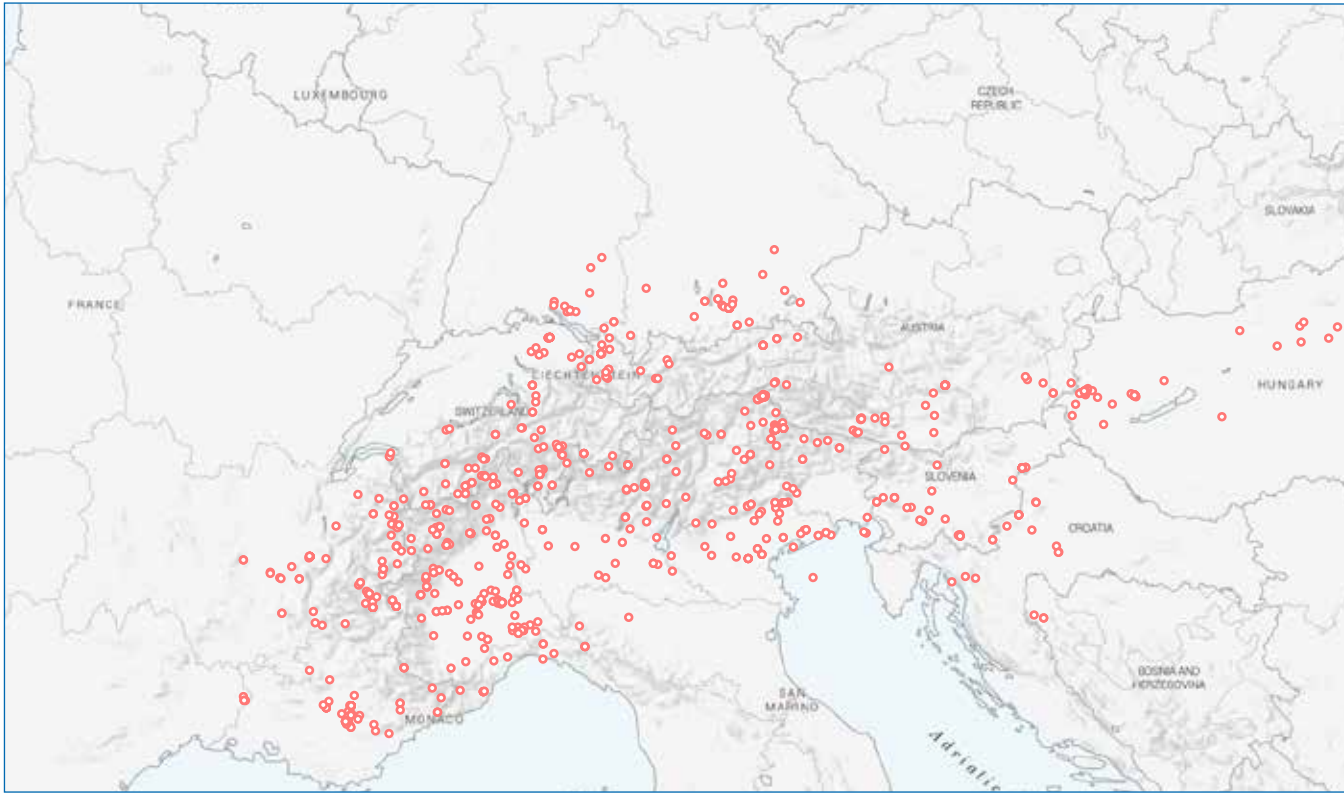 LUXEMBOURG
CZECH
REPUBLIC
SLOVAKIA
FRANCE
AUSTRIA
LIECHTENSTEIN
HUNGARY
SWITZERLAND
SLOVENIA
CROATIA
BOSNIA AND
HERZEGOVINA
SAN
MARINO
MONACO
Adriatic